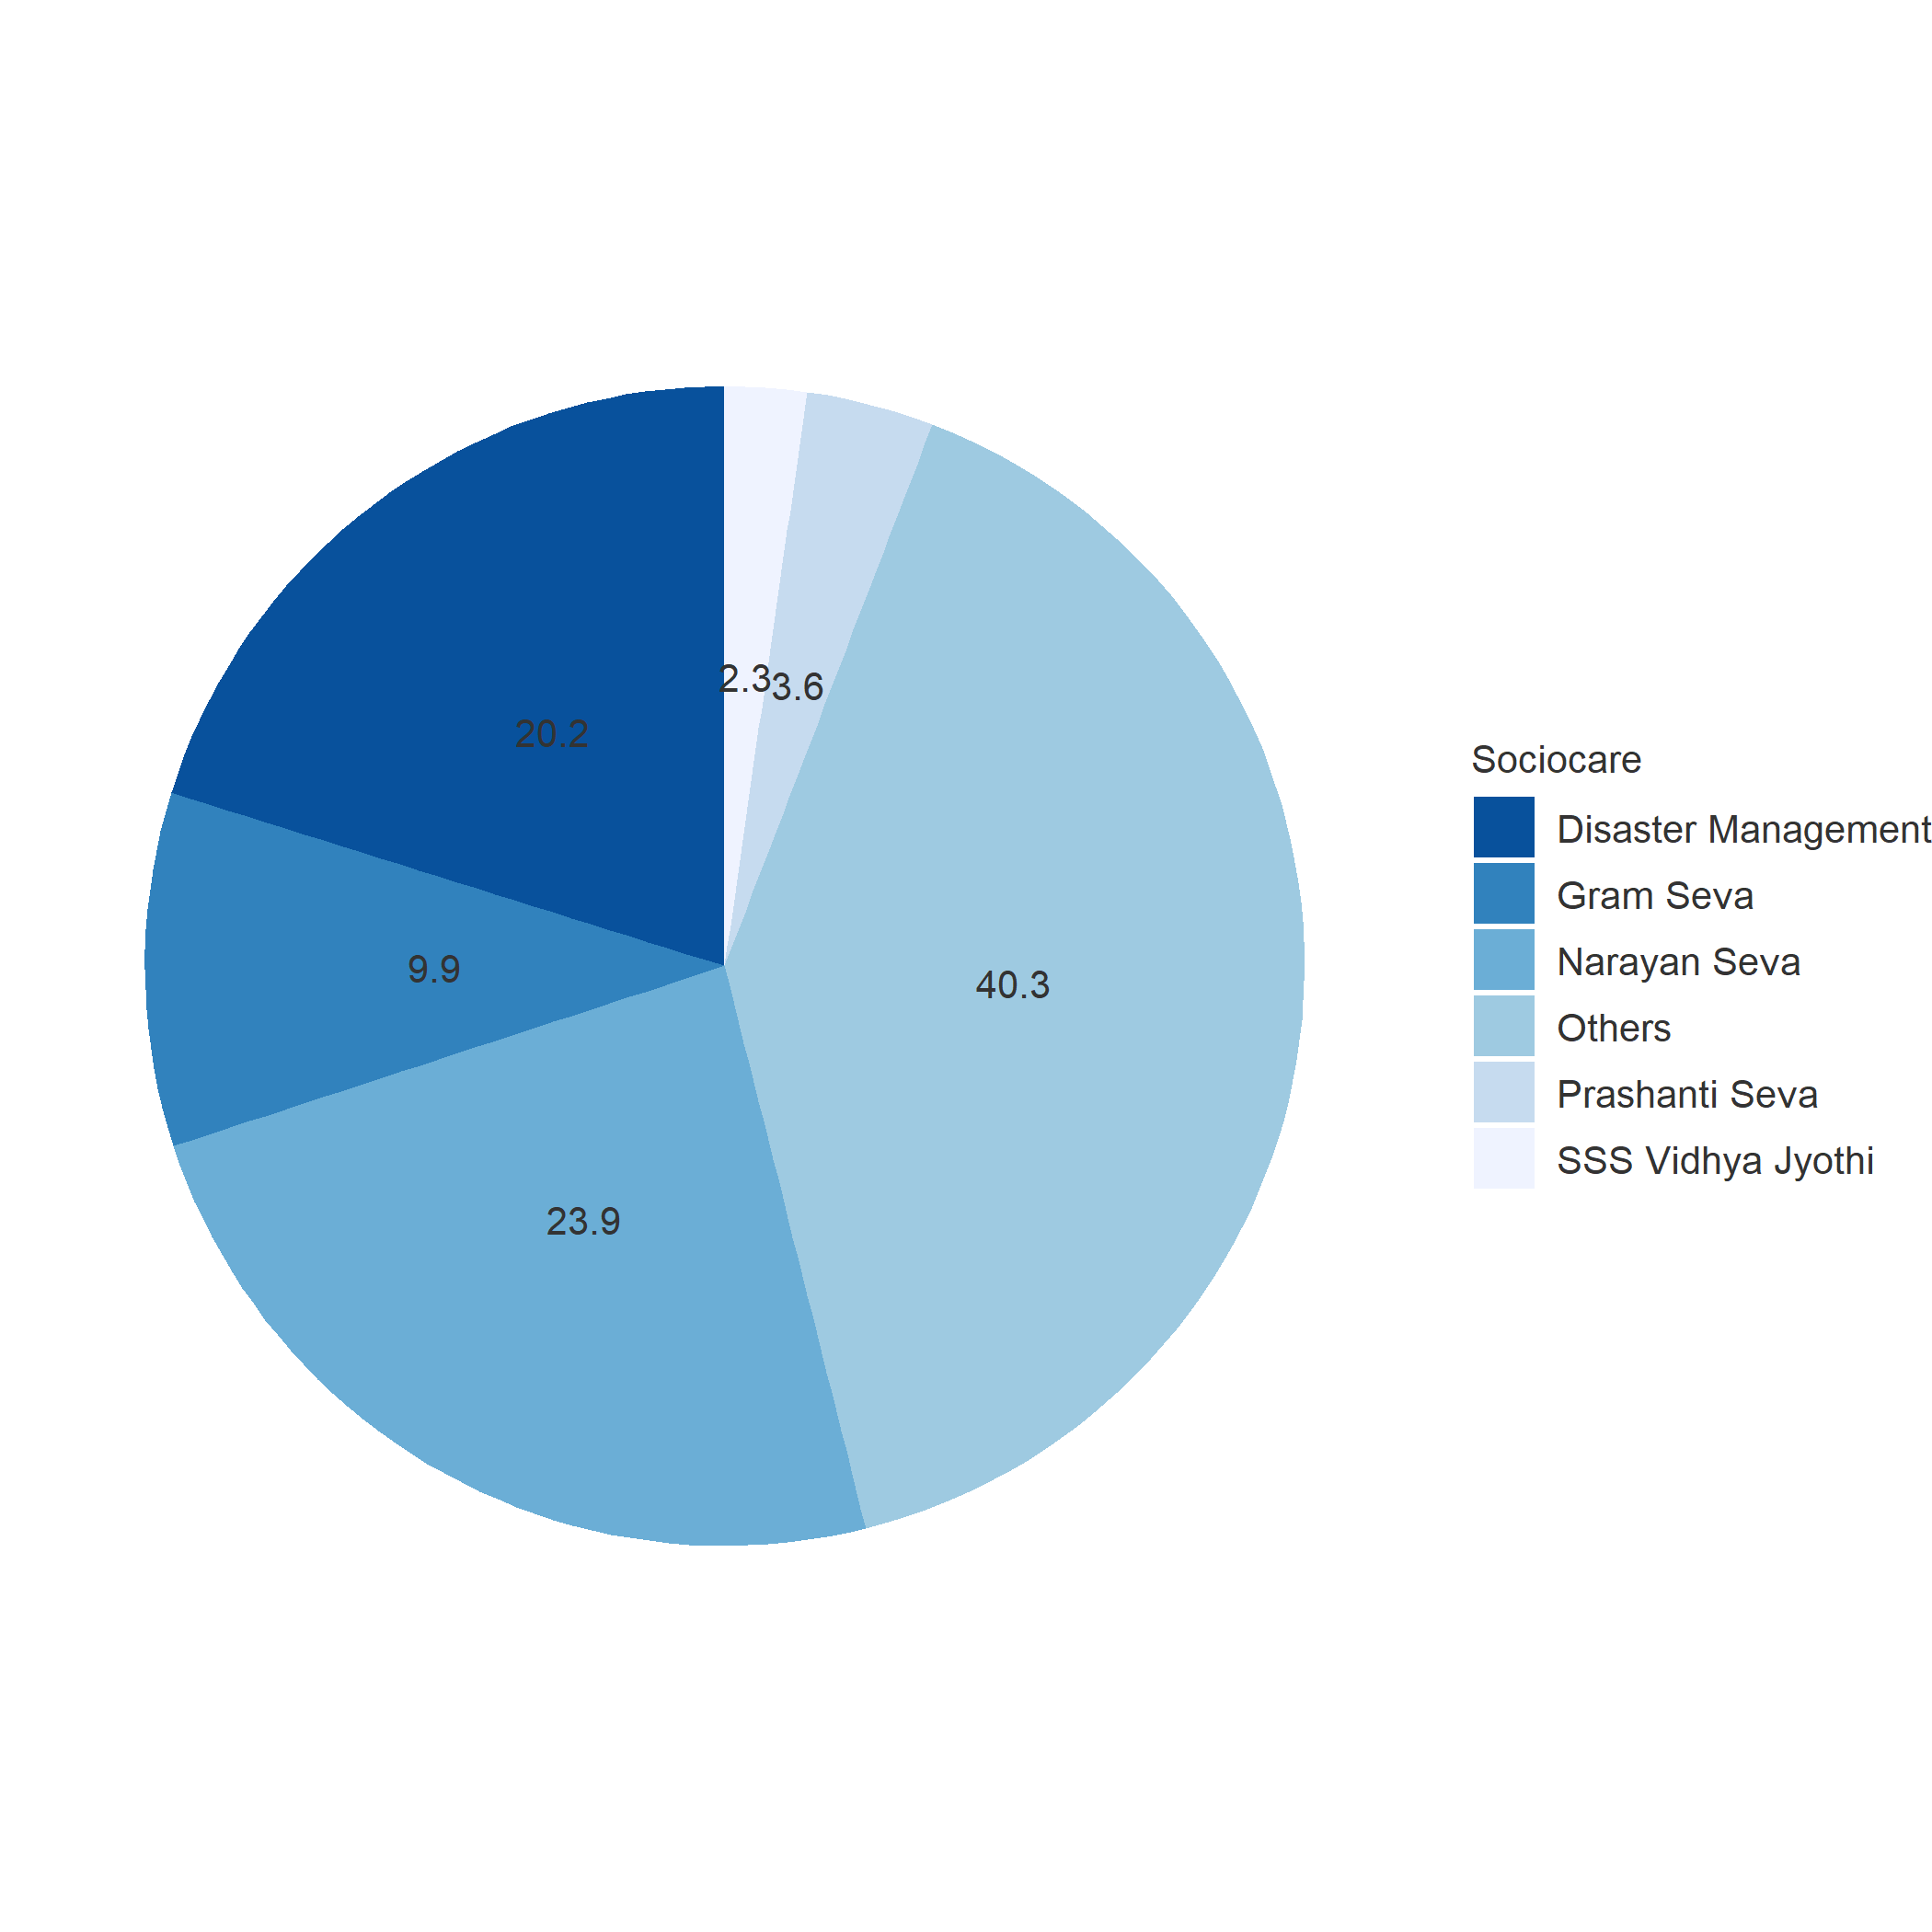 2.3
3.6
20.2
9.9
40.3
23.9
Sociocare
Disaster Management
Gram Seva
Narayan Seva
Others
Prashanti Seva
SSS Vidhya Jyothi